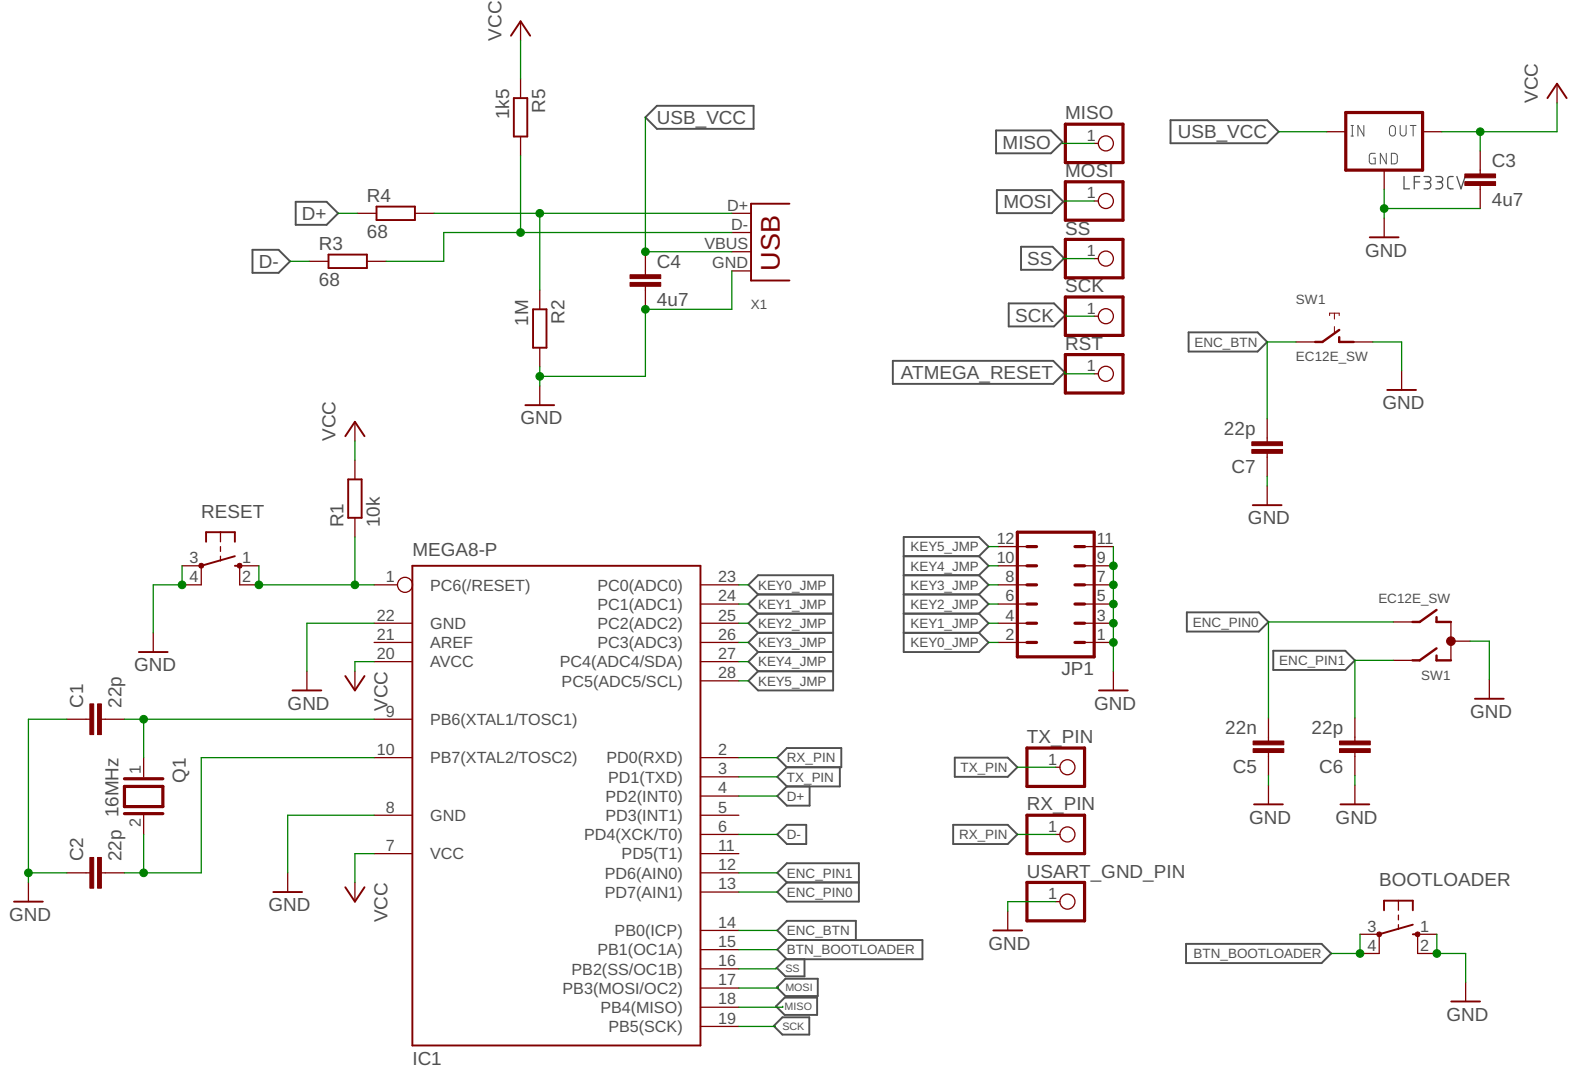 VCC
1k5
R5
USB_VCC
D+
R4
68
D-
R3
68
D+
D-
VBUS
GND
USB
X1
C4
4u7
1M
R2
GND
MISO
MISO
1
MOSI
MOSI
1
SS
SS
1
SCK
SCK
1
RST
ATMEGA_RESET
1
USB_VCC
IN OUT
GND
LF33CV
VCC
C3
4u7
GND
SW1
ENC_BTN
EC12E_SW
GND
22p
C7
GND
VCC
R1
10k
RESET
3 1
4 2
GND
MEGA8-P
1 PC6(/RESET)
22 GND
21 AREF
20 AVCC
9 PB6(XTAL1/TOSC1)
10 PB7(XTAL2/TOSC2)
8 GND
7 VCC
GND
VCC
GND
VCC
C1
22p
16MHz
1
2
Q1
C2
22p
GND
PC0(ADC0) 23 KEY0_JMP
PC1(ADC1) 24 KEY1_JMP
PC2(ADC2) 25 KEY2_JMP
PC3(ADC3) 26 KEY3_JMP
PC4(ADC4/SDA) 27 KEY4_JMP
PC5(ADC5/SCL) 28 KEY5_JMP
PD0(RXD) 2 RX_PIN
PD1(TXD) 3 TX_PIN
PD2(INT0) 4 D+
PD3(INT1) 5
PD4(XCK/T0) 6 D-
PD5(T1) 11
PD6(AIN0) 12 ENC_PIN1
PD7(AIN1) 13 ENC_PIN0
PB0(ICP) 14 ENC_BTN
PB1(OC1A) 15 BTN_BOOTLOADER
PB2(SS/OC1B) 16 SS
PB3(MOSI/OC2) 17 MOSI
PB4(MISO) 18 MISO
PB5(SCK) 19 SCK
IC1
KEY5_JMP 12 11
KEY4_JMP 10 9
KEY3_JMP 8 7
KEY2_JMP 6 5
KEY1_JMP 4 3
KEY0_JMP 2 1
JP1
GND
TX_PIN
TX_PIN
1
RX_PIN
RX_PIN
1
USART_GND_PIN
1
GND
EC12E_SW
ENC_PIN0
ENC_PIN1
SW1
GND
22n
C5
GND
22p
C6
GND
BOOTLOADER
3 1
4 2
BTN_BOOTLOADER
GND